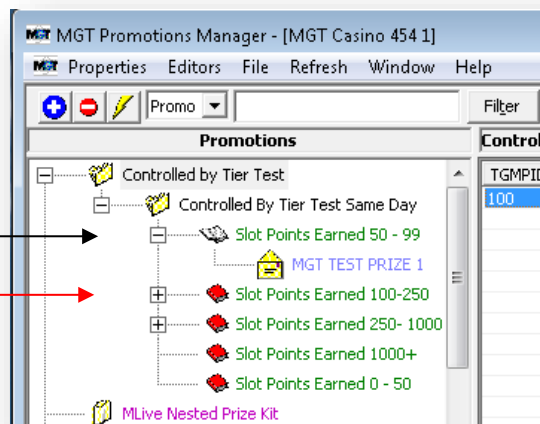 MGT MGT Promotions Manager - [MGT Casino 454 1]
MGT Properties Editors File Refresh Window Help
Promo Filter
Promotions Control
Controlled by Tier Test TGMPID
Controlled By Tier Test Same Day 100
Slot Points Earned 50 - 99
MGT TEST PRIZE 1
Slot Points Earned 100-250
Slot Points Earned 250- 1000
Slot Points Earned 1000+
Slot Points Earned 0 - 50
MLive Nested Prize Kit